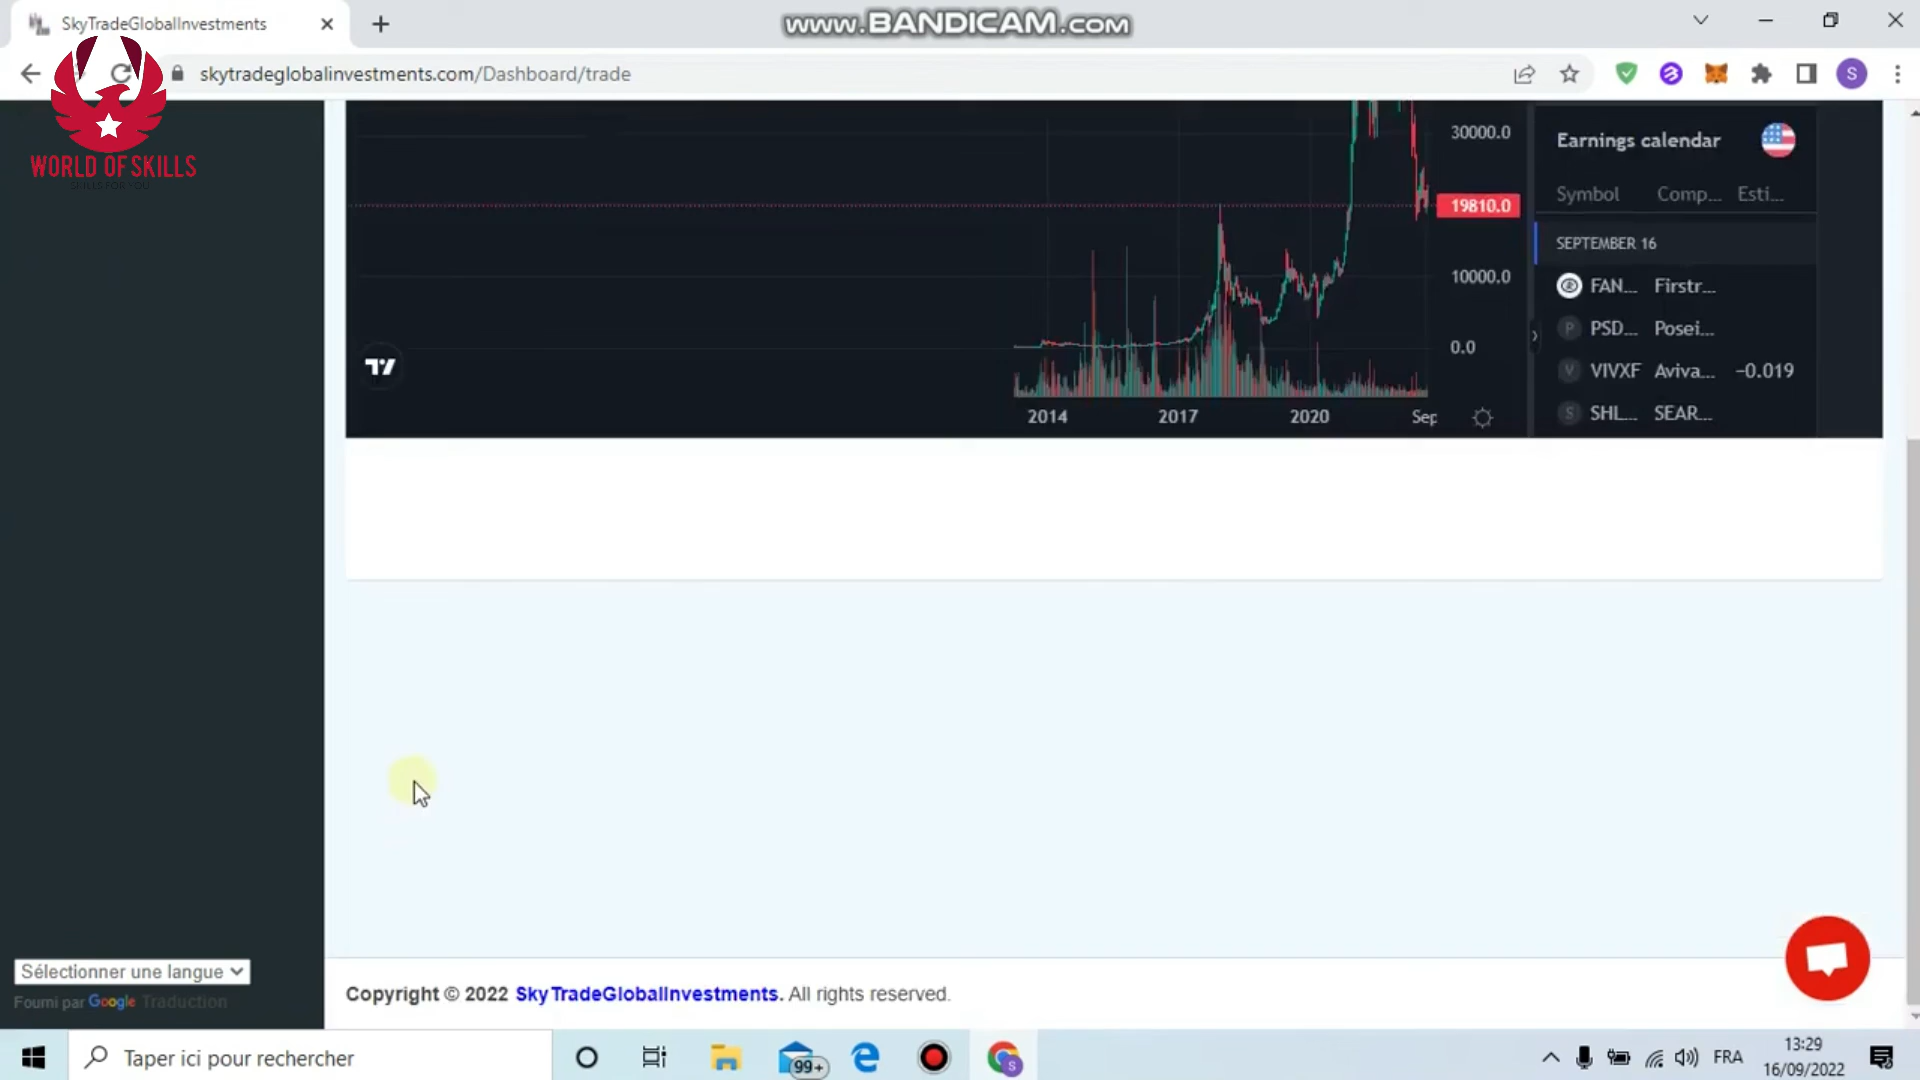 SkyTradeGlobalInvestments
www.BANDICAM.com
skytradeglobalinvestments.com/Dashboard/trade
S
WORLD OF SKILLS
SKILLS FOR YOU
30000.0
19810.0
10000.0
0.0
2014 2017 2020 Sep
Earnings calendar
Symbol Comp... Esti...
SEPTEMBER 16
FAN... Firstr...
P PSD... Posei...
V VIVXF Aviva... −0.019
S SHL... SEAR...
Sélectionner une langue
Fourni par Google Traduction
Copyright © 2022 SkyTradeGlobalInvestments. All rights reserved.
Taper ici pour rechercher
99+
S
FRA
13:29
16/09/2022